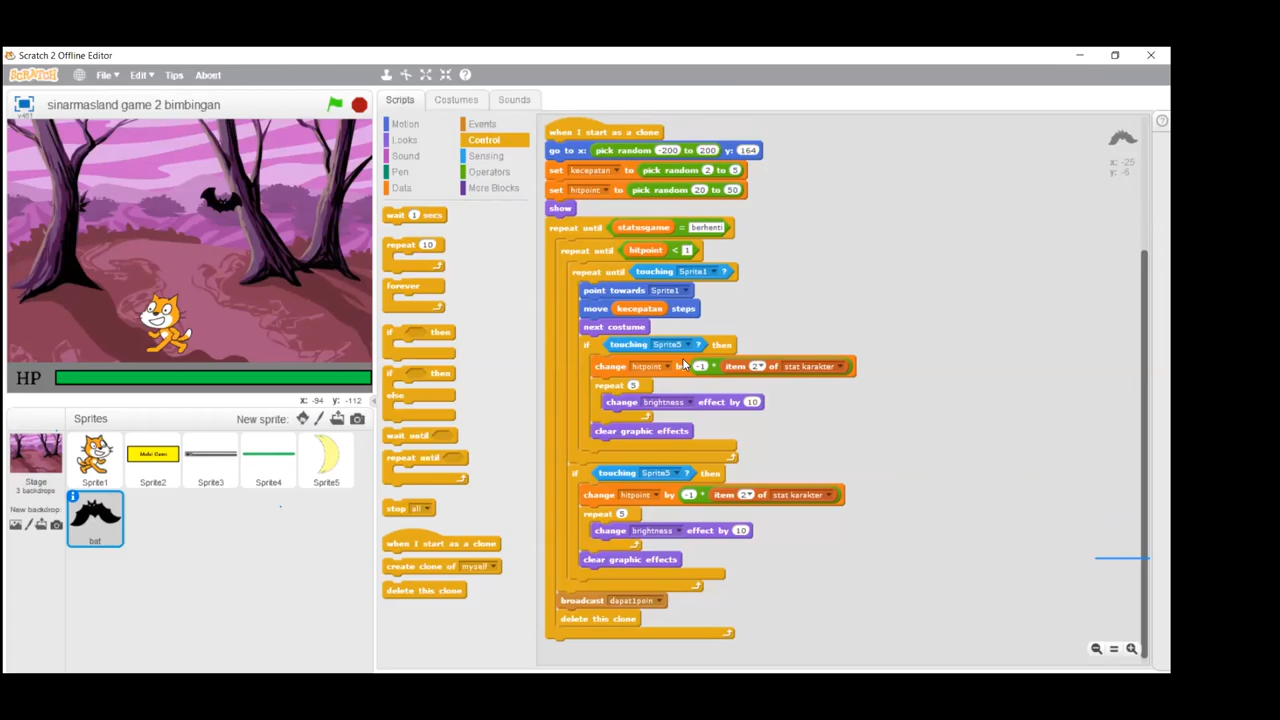 Scratch 2 Offline Editor
SCRATCH File Edit Tips About
sinarmasland game 2 bimbingan
v461
HP
x: -94 y: -112
Sprites New sprite:
Stage
3 backdrops
New backdrop:
Sprite1
Sprite2
Sprite3
Sprite4
Sprite5
bat
Scripts Costumes Sounds
Motion Events
Looks Control
Sound Sensing
Pen Operators
Data More Blocks
wait 1 secs
repeat 10
forever
if then
if then
else
wait until
repeat until
stop all
when I start as a clone
create clone of myself
delete this clone
when I start as a clone
go to x: pick random -200 to 200 y: 164
set kecepatan to pick random 2 to 5
set hitpoint to pick random 20 to 50
show
repeat until statusgame = berhenti
repeat until hitpoint < 1
repeat until touching Sprite1 ?
point towards Sprite1
move kecepatan steps
next costume
if touching Sprite5 ? then
change hitpoint by -1 * item 2 of stat karakter
repeat 5
change brightness effect by 10
clear graphic effects
if touching Sprite5 ? then
change hitpoint by -1 * item 2 of stat karakter
repeat 5
change brightness effect by 10
clear graphic effects
broadcast dapat1poin
delete this clone
x: -25
y: -6